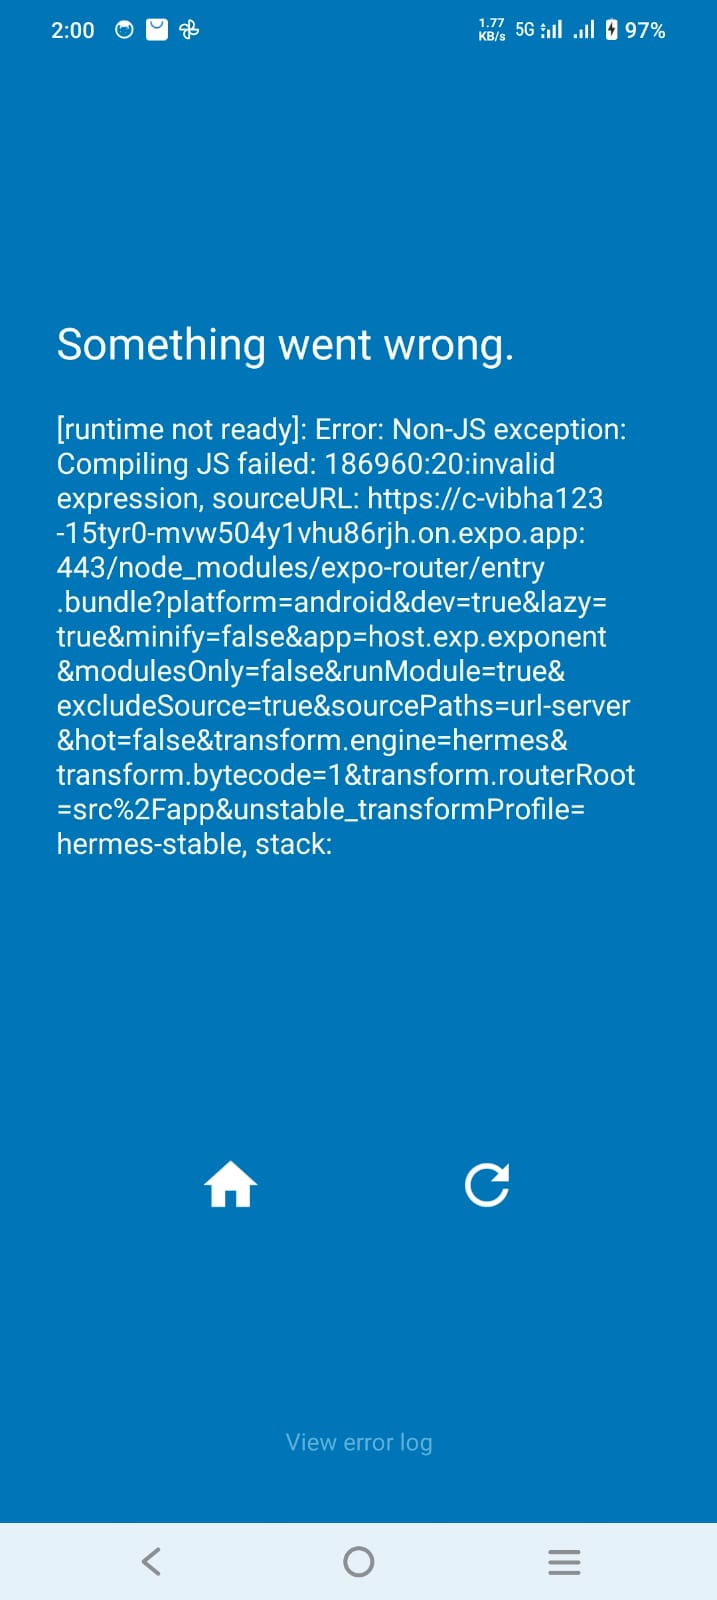 2:00
1.77
KB/s
5G
97%
Something went wrong.
[runtime not ready]: Error: Non-JS exception:
Compiling JS failed: 186960:20:invalid
expression, sourceURL: https://c-vibha123
-15tyr0-mvw504y1vhu86rjh.on.expo.app:
443/node_modules/expo-router/entry
.bundle?platform=android&dev=true&lazy=
true&minify=false&app=host.exp.exponent
&modulesOnly=false&runModule=true&
excludeSource=true&sourcePaths=url-server
&hot=false&transform.engine=hermes&
transform.bytecode=1&transform.routerRoot
=src%2Fapp&unstable_transformProfile=
hermes-stable, stack:
View error log